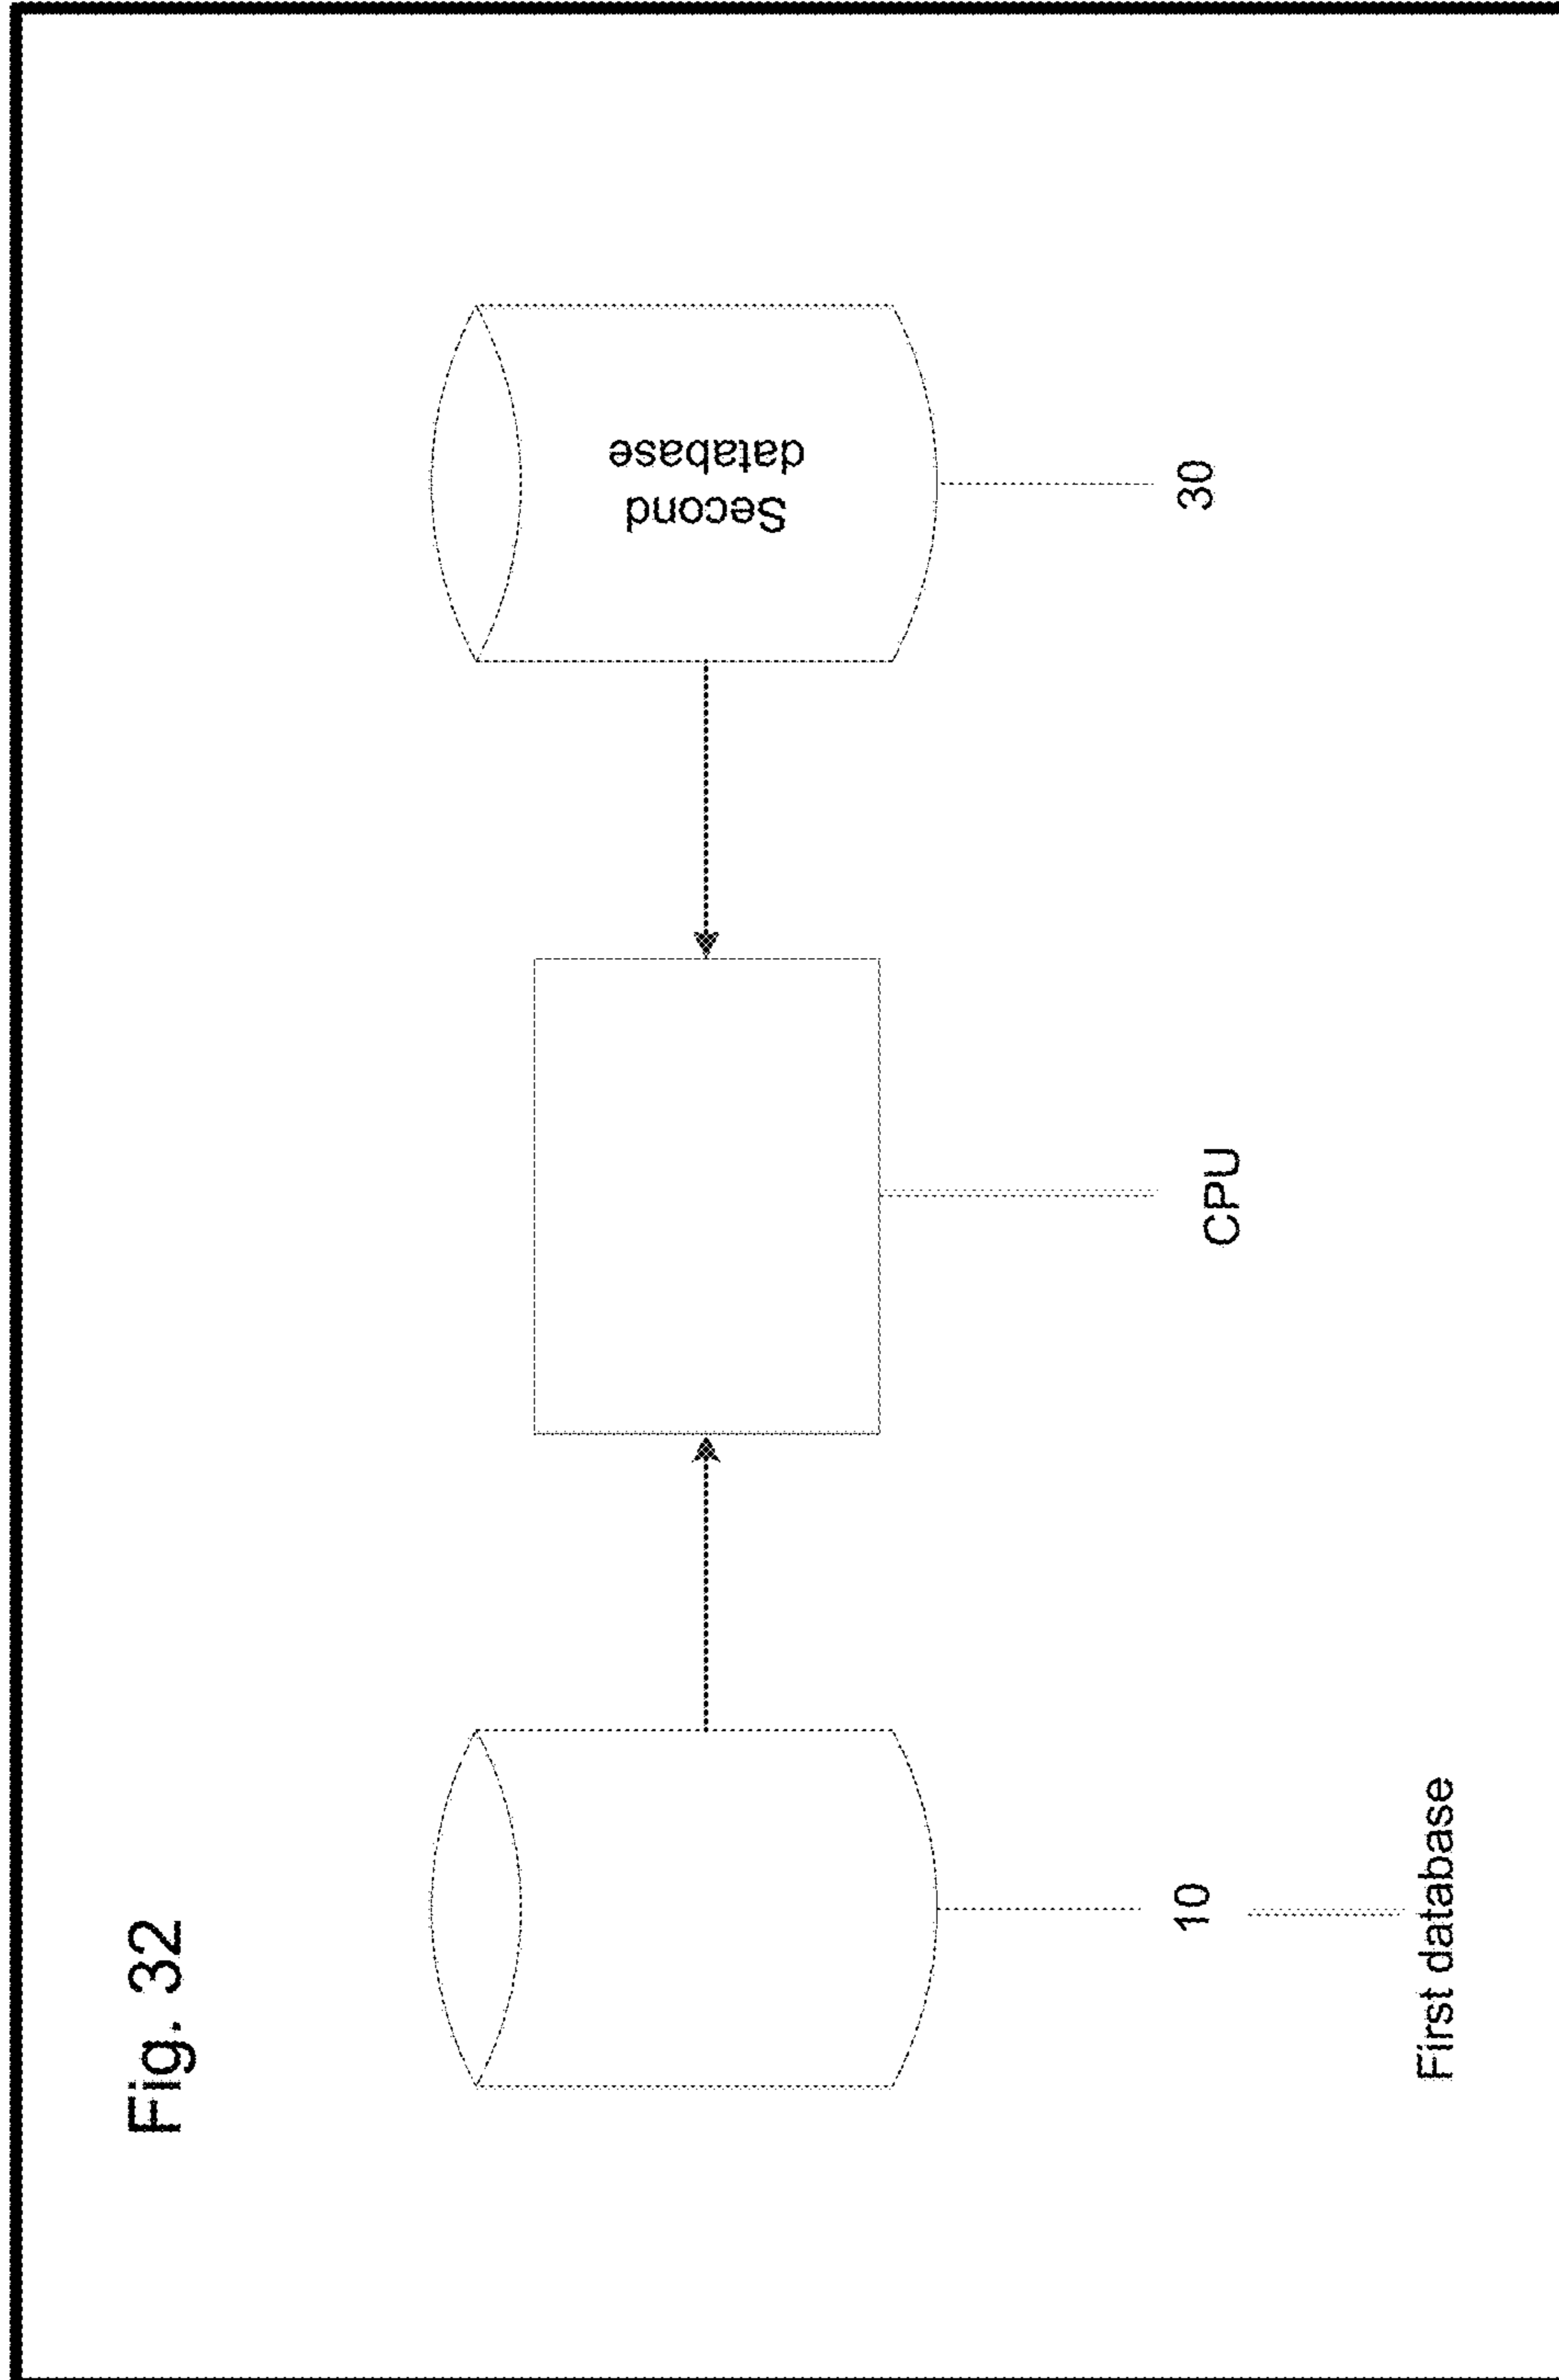 Fig. 32
Second
database
10
CPU
30
First database